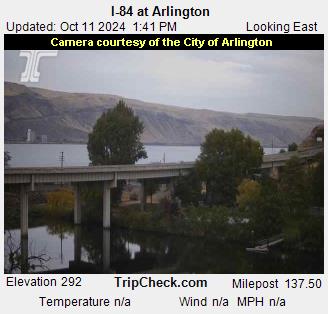 I-84 at Arlington
Updated: Oct 11 2024 1:41 PM Looking East
Camera courtesy of the City of Arlington
Elevation 292 TripCheck.com Milepost 137.50
Temperature n/a Wind n/a MPH n/a